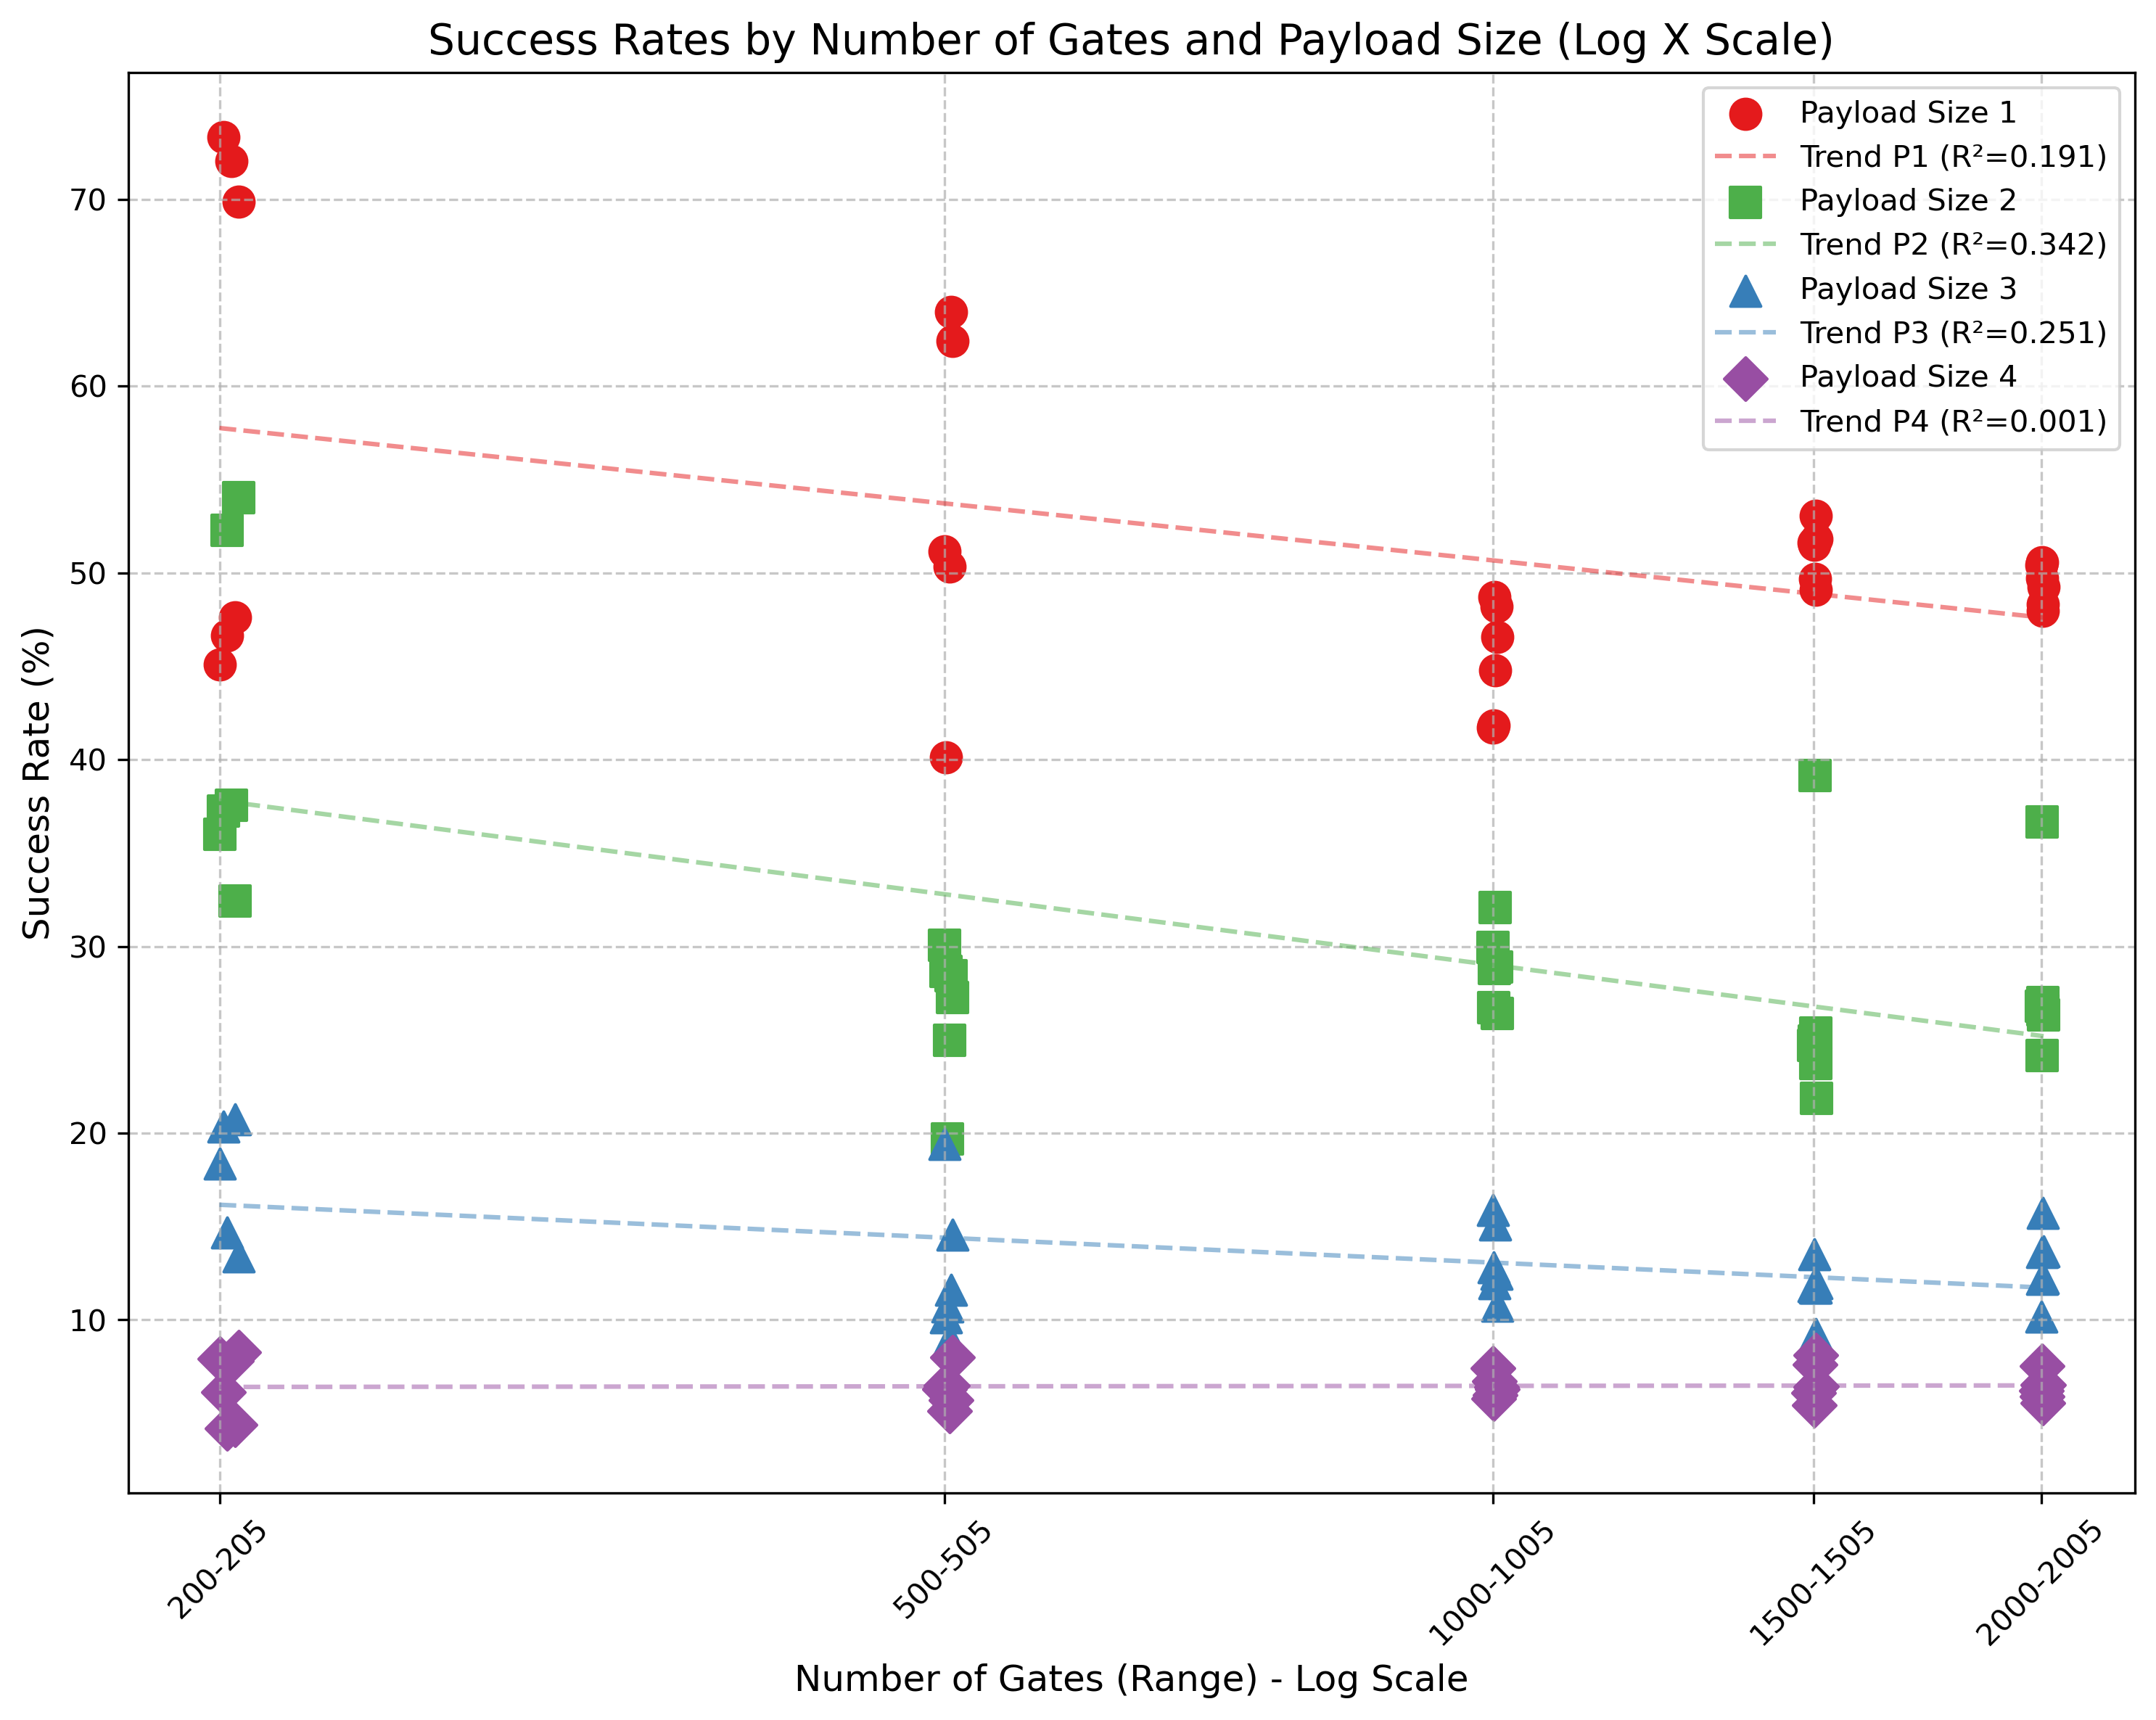 Success Rates by Number of Gates and Payload Size (Log X Scale)
Payload Size 1
Trend P1 (R²=0.191)
Payload Size 2
Trend P2 (R²=0.342)
Payload Size 3
Trend P3 (R²=0.251)
Payload Size 4
Trend P4 (R²=0.001)
Success Rate (%)
70
60
50
40
30
20
10
200-205
500-505
1000-1005
1500-1505
2000-2005
Number of Gates (Range) - Log Scale